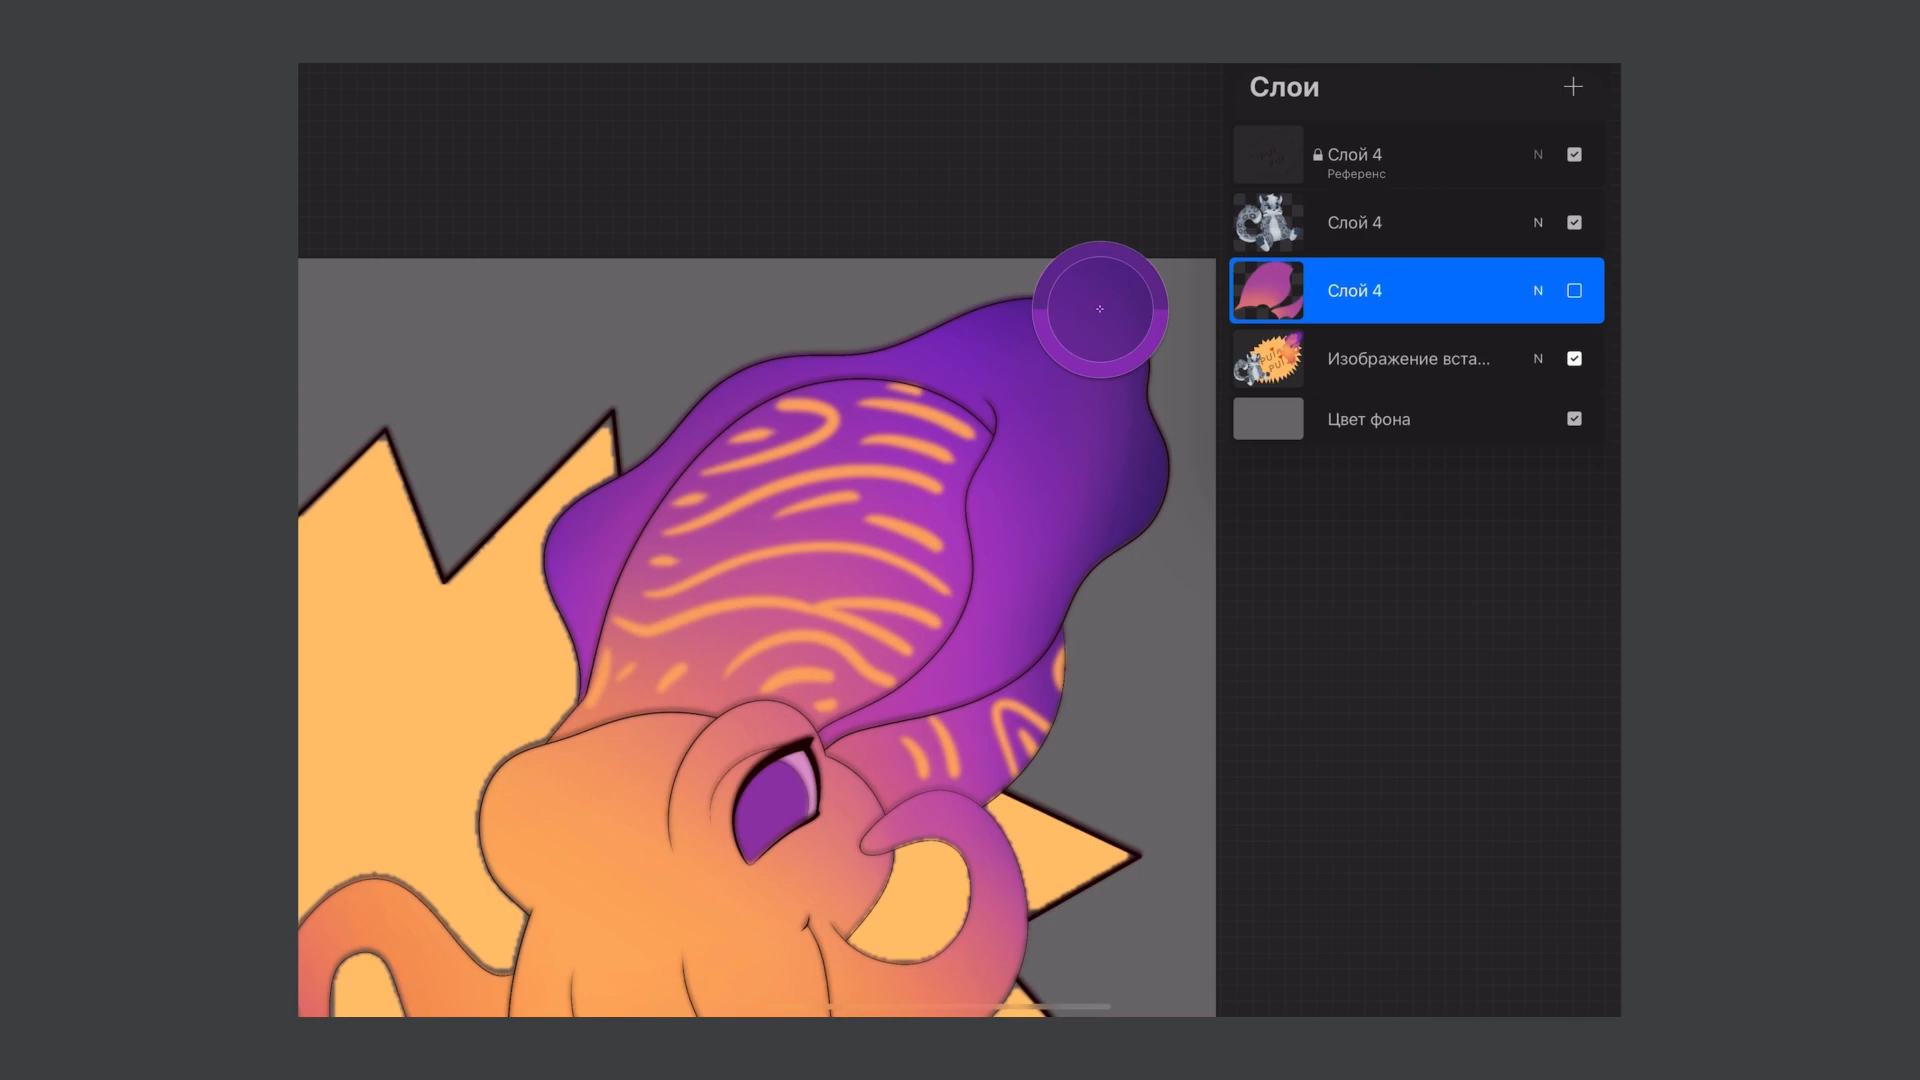 Слои
Слой 4
N
Референс
Слой 4
N
Слой 4
N
Изображение вста...
N
Цвет фона